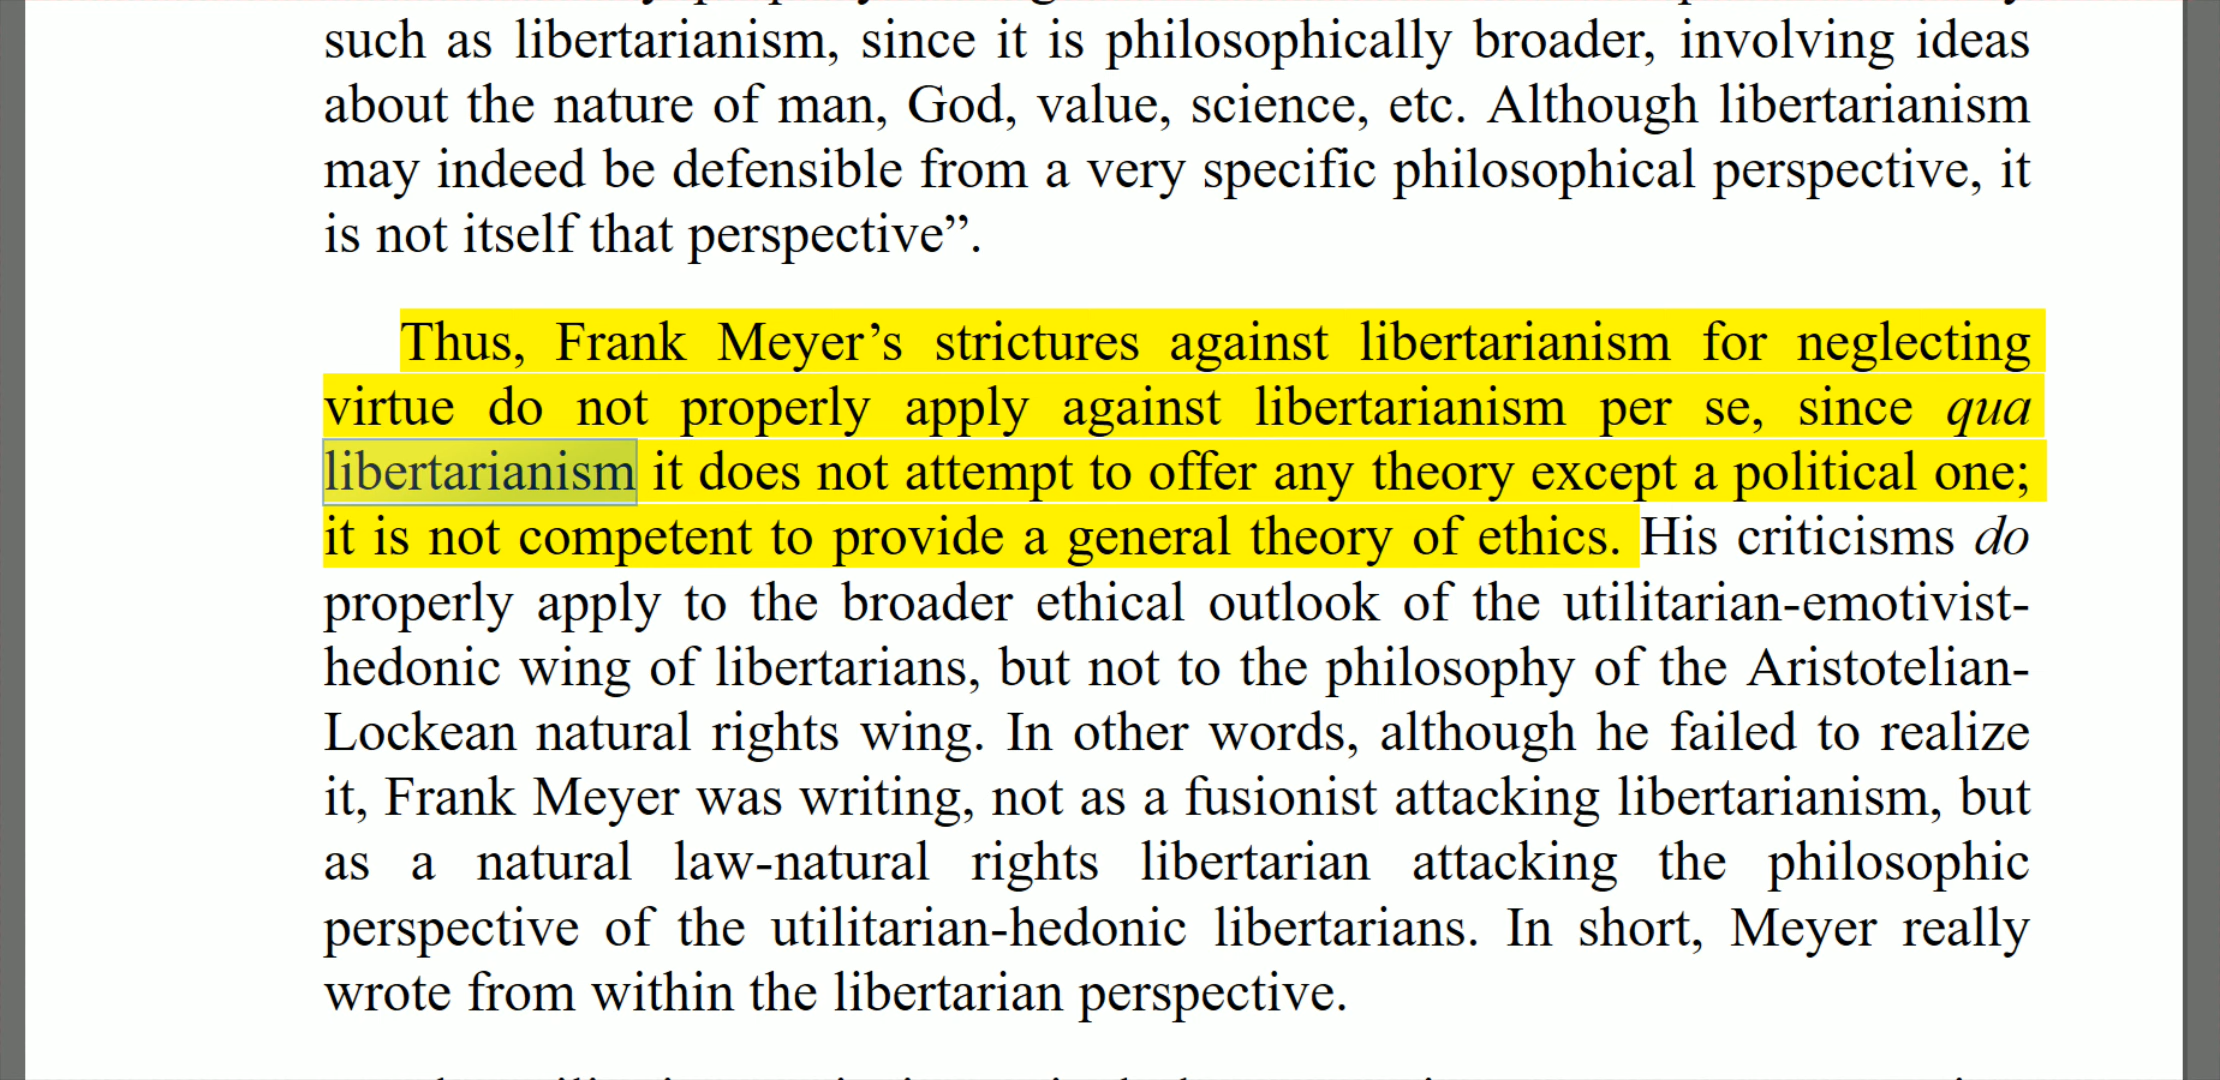 such as libertarianism, since it is philosophically broader, involving ideas
about the nature of man, God, value, science, etc. Although libertarianism
may indeed be defensible from a very specific philosophical perspective, it
is not itself that perspective”.
Thus, Frank Meyer’s strictures against libertarianism for neglecting
virtue do not properly apply against libertarianism per se, since qua
libertarianism it does not attempt to offer any theory except a political one;
it is not competent to provide a general theory of ethics. His criticisms do
properly apply to the broader ethical outlook of the utilitarian-emotivist-
hedonic wing of libertarians, but not to the philosophy of the Aristotelian-
Lockean natural rights wing. In other words, although he failed to realize
it, Frank Meyer was writing, not as a fusionist attacking libertarianism, but
as a natural law-natural rights libertarian attacking the philosophic
perspective of the utilitarian-hedonic libertarians. In short, Meyer really
wrote from within the libertarian perspective.